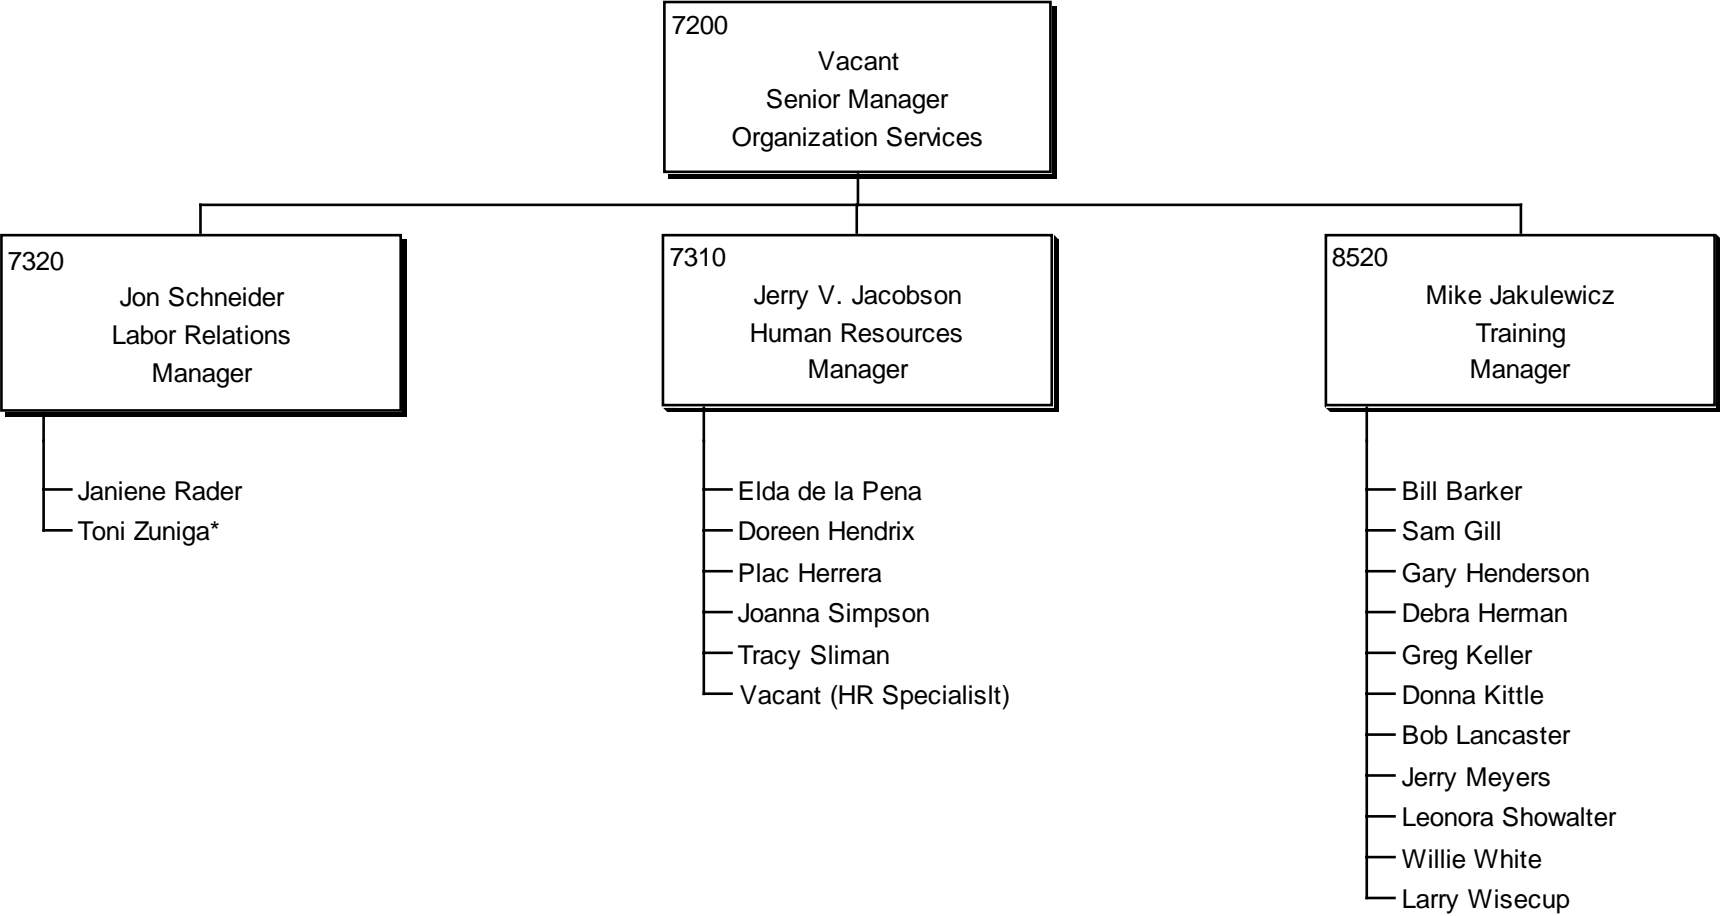 7200
Vacant
Senior Manager
Organization Services
7320
Jon Schneider
Labor Relations
Manager
7310
Jerry V. Jacobson
Human Resources
Manager
8520
Mike Jakulewicz
Training
Manager
Janiene Rader
Toni Zuniga*
Elda de la Pena
Doreen Hendrix
Plac Herrera
Joanna Simpson
Tracy Sliman
Vacant (HR Specialislt)
Bill Barker
Sam Gill
Gary Henderson
Debra Herman
Greg Keller
Donna Kittle
Bob Lancaster
Jerry Meyers
Leonora Showalter
Willie White
Larry Wisecup